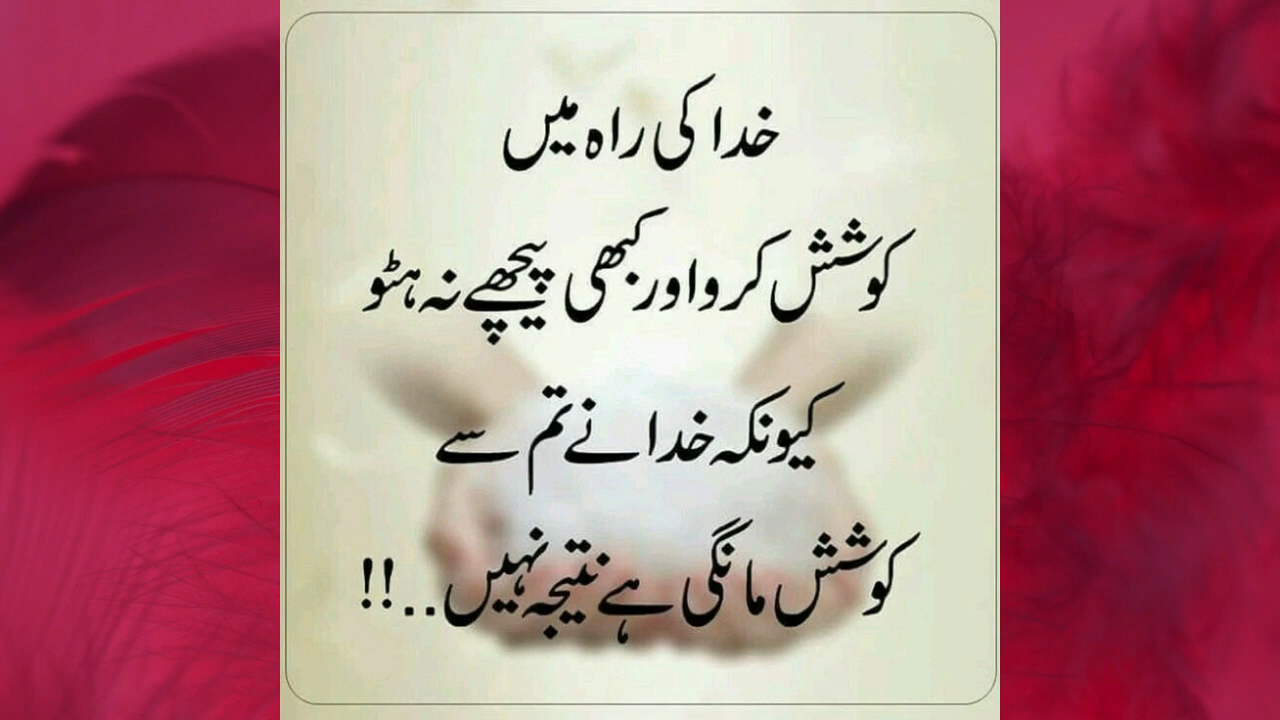 خدا کی راہ میں
کوشش کرو اور کبھی پیچھے نہ ہٹو
کیونکہ خدا نے تم سے
کوشش مانگی ہے نتیجہ نہیں..!!